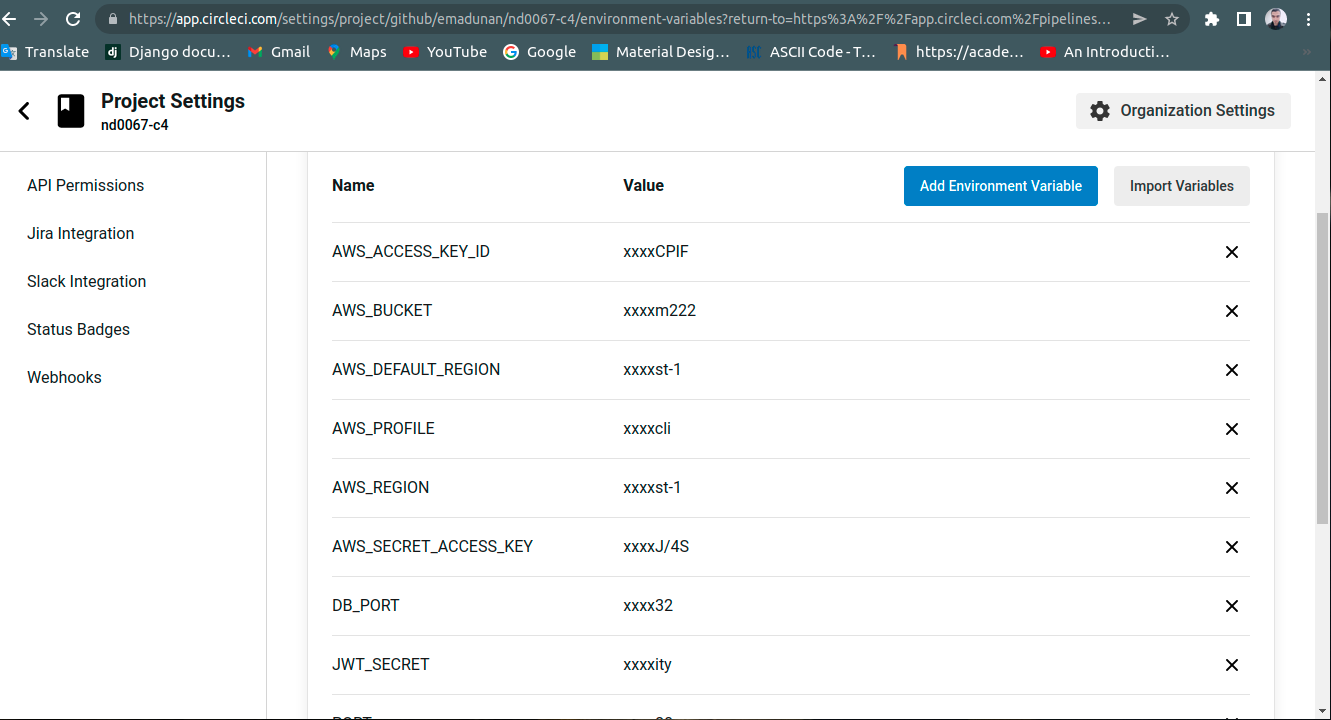 https://app.circleci.com/settings/project/github/emadunan/nd0067-c4/environment-variables?return-to=https%3A%2F%2Fapp.circleci.com%2Fpipelines...
Translate dj Django docu... Gmail Maps YouTube Google Material Desig... ASCII Code - T... https://acade... An Introducti... »
Project Settings
nd0067-c4
Organization Settings
API Permissions
Jira Integration
Slack Integration
Status Badges
Webhooks
Name Value Add Environment Variable Import Variables
AWS_ACCESS_KEY_ID xxxxCPIF
AWS_BUCKET xxxxm222
AWS_DEFAULT_REGION xxxxst-1
AWS_PROFILE xxxxcli
AWS_REGION xxxxst-1
AWS_SECRET_ACCESS_KEY xxxxJ/4S
DB_PORT xxxx32
JWT_SECRET xxxxity